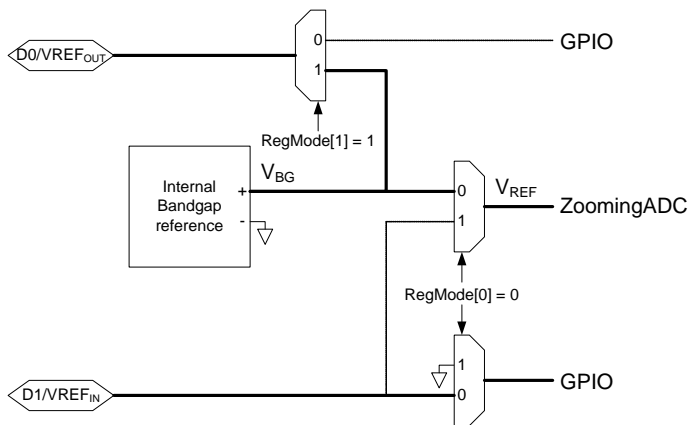 0
GPIO
D0/VREFOUT
1
RegMode[1] = 1
VBG
Internal
Bandgap
reference
+
-
0
VREF
1
ZoomingADC
RegMode[0] = 0
1
0
GPIO
D1/VREFIN